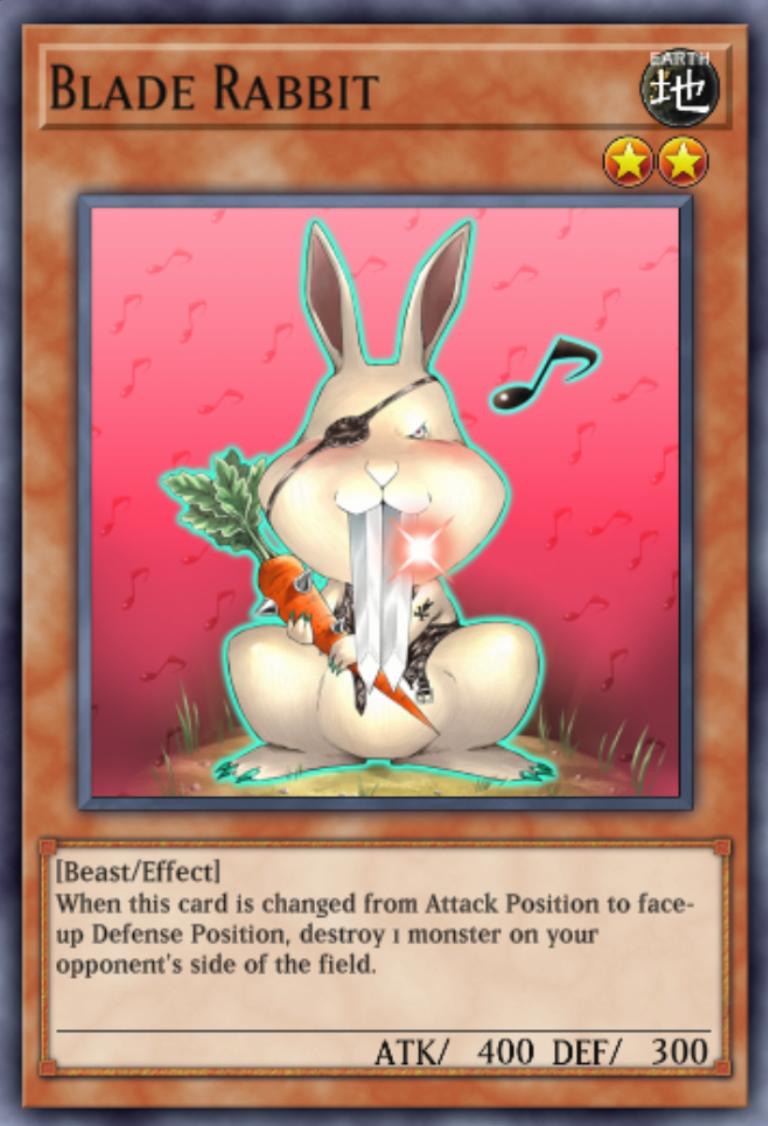 BLADE RABBIT
EARTH
地
[Beast/Effect]
When this card is changed from Attack Position to face-
up Defense Position, destroy 1 monster on your
opponent's side of the field.
ATK/ 400 DEF/ 300